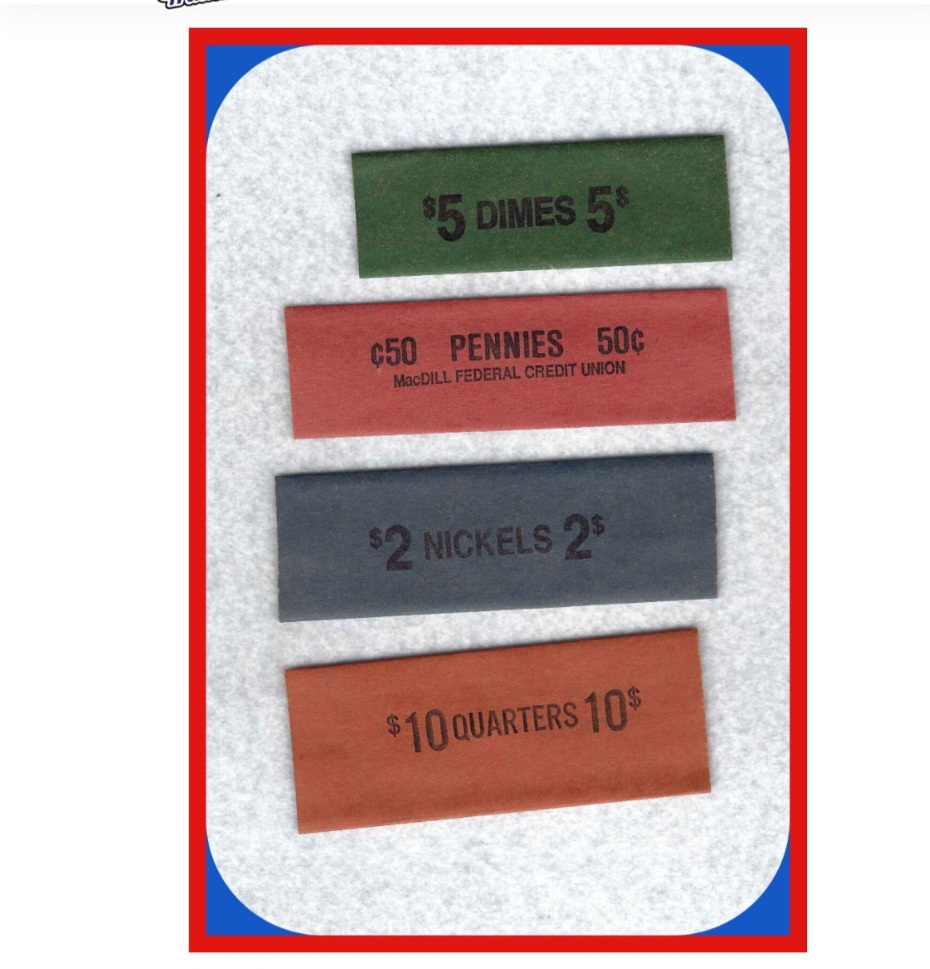 $5 DIMES 5$
¢50 PENNIES 50¢
MacDILL FEDERAL CREDIT UNION
$2 NICKELS 2$
$10 QUARTERS 10$